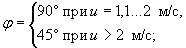 φ = {90° при u = 1,1...2 м/с,
45° при u > 2 м/с;